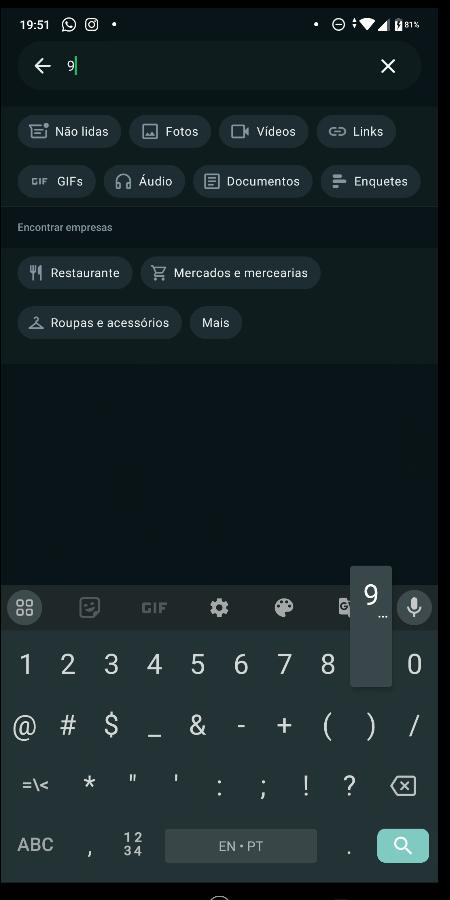 19:51 81%
9
Não lidas Fotos Vídeos Links
GIF GIFs Áudio Documentos Enquetes
Encontrar empresas
Restaurante Mercados e mercearias
Roupas e acessórios Mais
GIF G 9 ...
1 2 3 4 5 6 7 8 0
@ # $ _ & - + ( ) /
=\< * " ' : ; ! ?
ABC , 12 34 EN • PT .